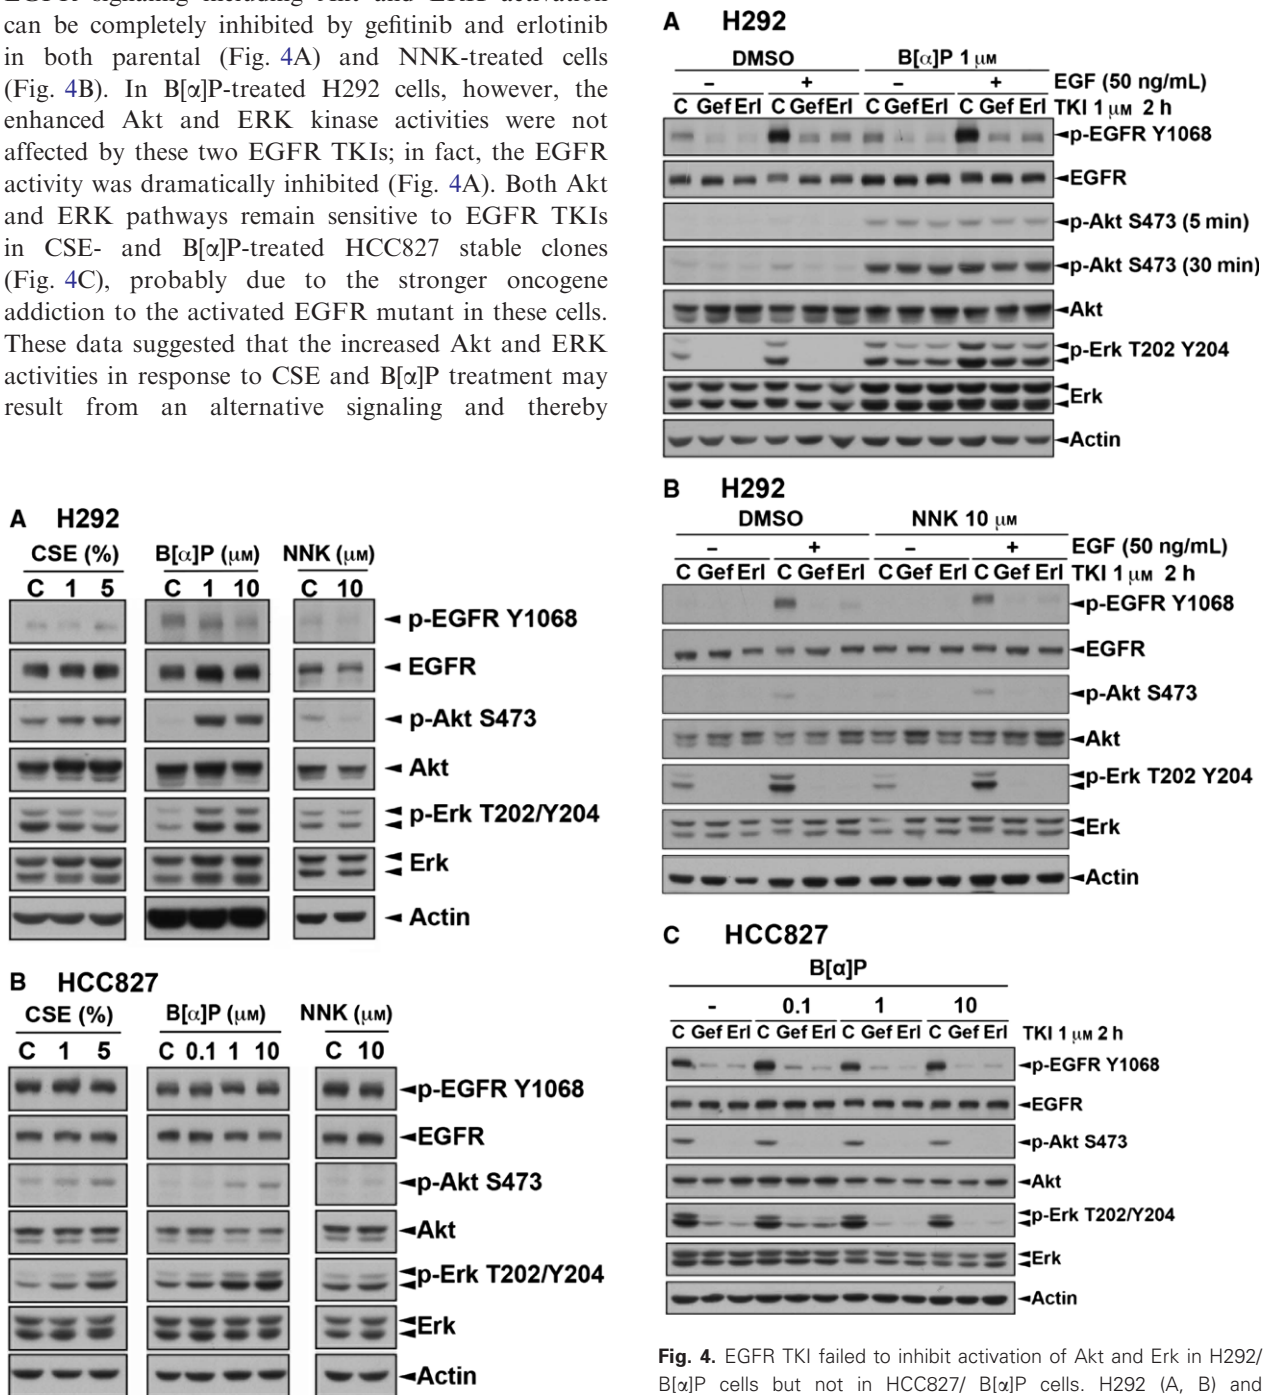 EGFR signaling including Akt and ERK activation
can be completely inhibited by gefitinib and erlotinib
in both parental (Fig. 4A) and NNK-treated cells
(Fig. 4B). In B[α]P-treated H292 cells, however, the
enhanced Akt and ERK kinase activities were not
affected by these two EGFR TKIs; in fact, the EGFR
activity was dramatically inhibited (Fig. 4A). Both Akt
and ERK pathways remain sensitive to EGFR TKIs
in CSE- and B[α]P-treated HCC827 stable clones
(Fig. 4C), probably due to the stronger oncogene
addiction to the activated EGFR mutant in these cells.
These data suggested that the increased Akt and ERK
activities in response to CSE and B[α]P treatment may
result from an alternative signaling and thereby
A H292
CSE (%) B[α]P (μM) NNK (μM)
C 1 5 C 1 10 C 10
p-EGFR Y1068
EGFR
p-Akt S473
Akt
p-Erk T202/Y204
Erk
Actin
B HCC827
CSE (%) B[α]P (μM) NNK (μM)
C 1 5 C 0.1 1 10 C 10
p-EGFR Y1068
EGFR
p-Akt S473
Akt
p-Erk T202/Y204
Erk
Actin
A H292
DMSO B[α]P 1 μM
– + – + EGF (50 ng/mL)
C Gef Erl C Gef Erl C Gef Erl C Gef Erl TKI 1 μM 2 h
p-EGFR Y1068
EGFR
p-Akt S473 (5 min)
p-Akt S473 (30 min)
Akt
p-Erk T202 Y204
Erk
Actin
B H292
DMSO NNK 10 μM
– + – + EGF (50 ng/mL)
C Gef Erl C Gef Erl C Gef Erl C Gef Erl TKI 1 μM 2 h
p-EGFR Y1068
EGFR
p-Akt S473
Akt
p-Erk T202 Y204
Erk
Actin
C HCC827
B[α]P
- 0.1 1 10
C Gef Erl C Gef Erl C Gef Erl C Gef Erl TKI 1 μM 2 h
p-EGFR Y1068
EGFR
p-Akt S473
Akt
p-Erk T202/Y204
Erk
Actin
Fig. 4. EGFR TKI failed to inhibit activation of Akt and Erk in H292/
B[α]P cells but not in HCC827/ B[α]P cells. H292 (A, B) and